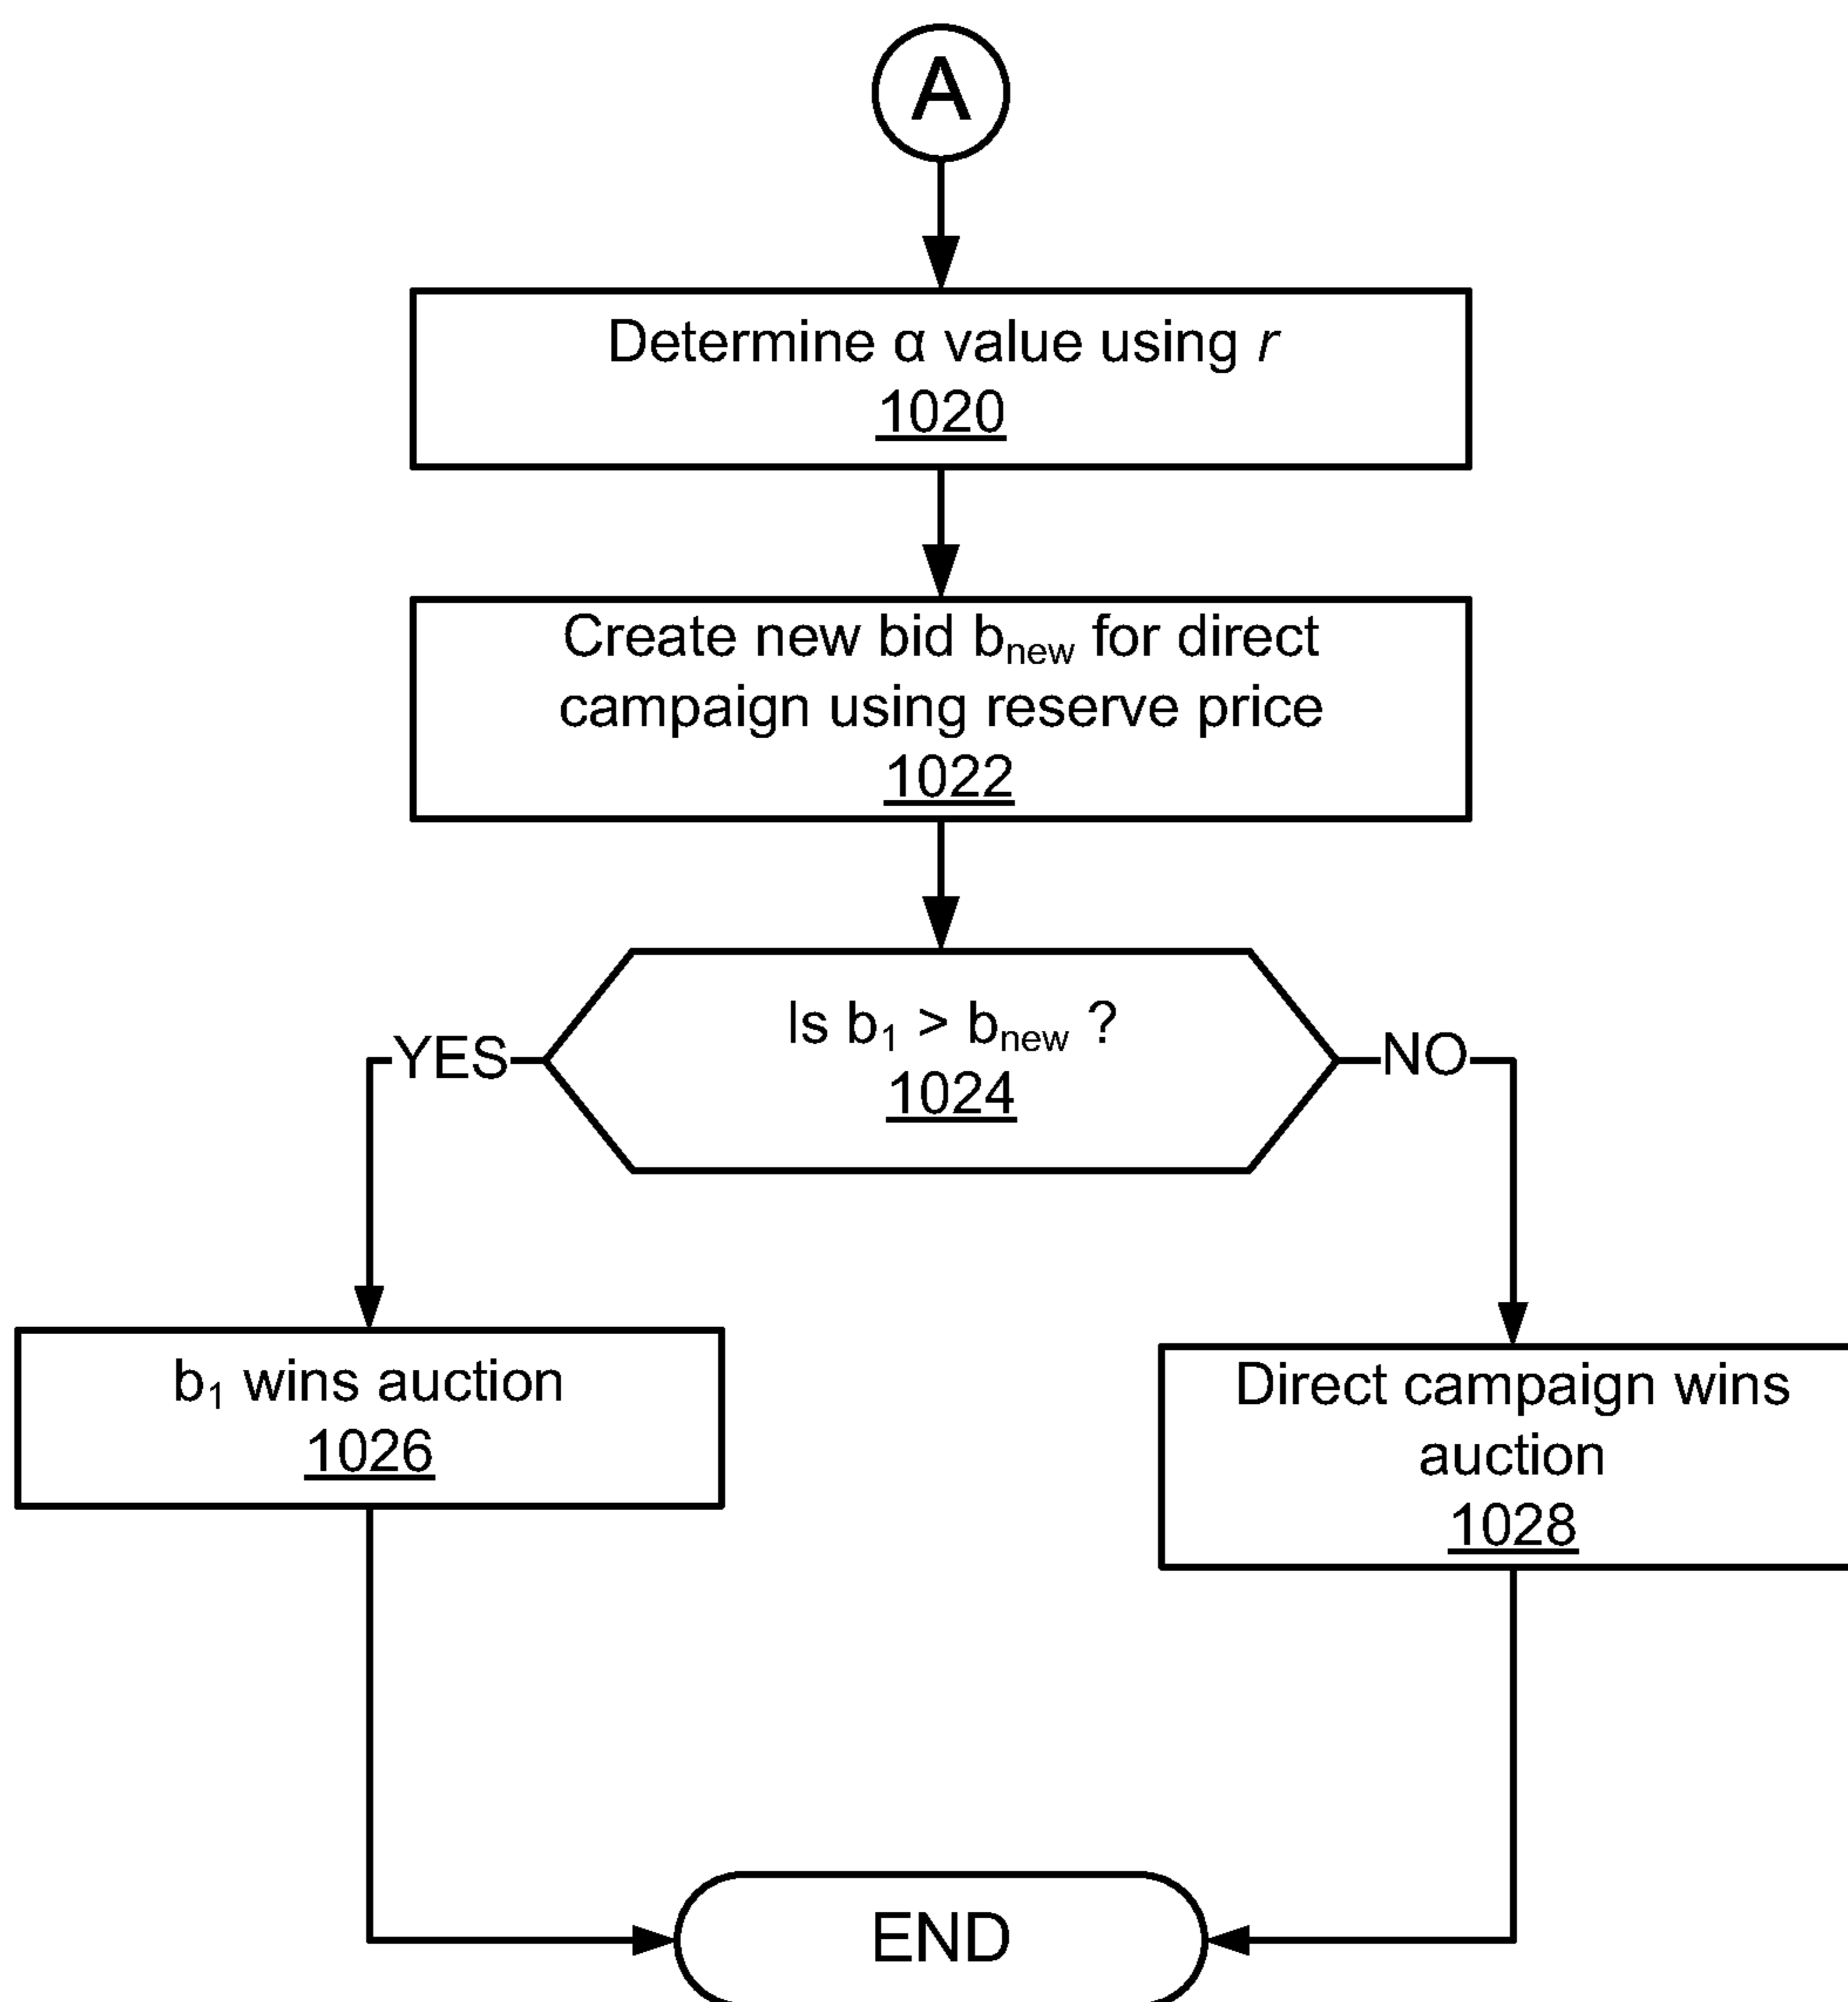 A
Determine α value using r
1020
Create new bid bnew for direct
campaign using reserve price
1022
Is b1 > bnew ?
1024
YES
NO
b1 wins auction
1026
Direct campaign wins
auction
1028
END